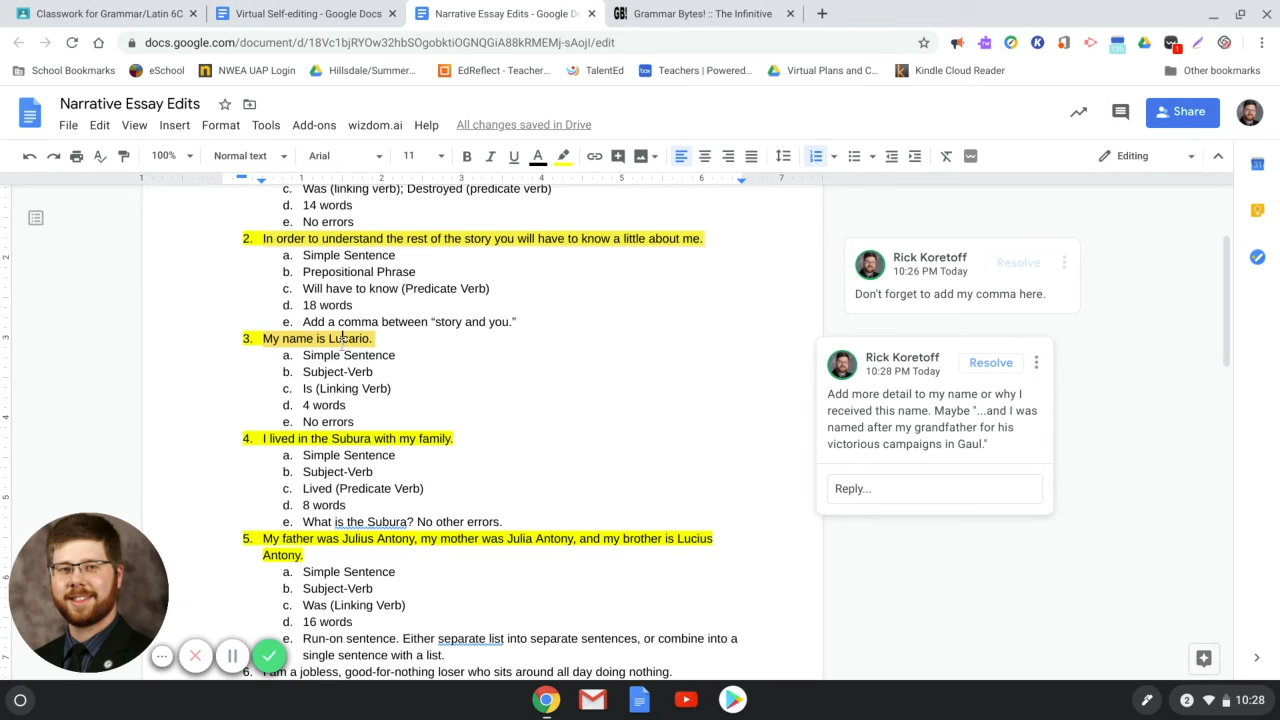 Classwork for Grammar/Latin 6C
Virtual Self-editing - Google Docs
Narrative Essay Edits - Google Do
GB! Grammar Bytes! :: The Infinitive
docs.google.com/document/d/18Vc1bjRYOw32hbSOgobktiOGNQGiA88kRMEMj-sAojI/edit
School Bookmarks
eSchool
NWEA UAP Login
Hillsdale/Summer...
EdReflect - Teacher...
TalentEd
Teachers | Powered...
Virtual Plans and C...
Kindle Cloud Reader
Other bookmarks
Narrative Essay Edits
File Edit View Insert Format Tools Add-ons wizdom.ai Help All changes saved in Drive
Share
100% Normal text Arial 11 B I U A Editing
1 1 2 3 4 5 6 7
c. Was (linking verb); Destroyed (predicate verb)
d. 14 words
e. No errors
2. In order to understand the rest of the story you will have to know a little about me.
a. Simple Sentence
b. Prepositional Phrase
c. Will have to know (Predicate Verb)
d. 18 words
e. Add a comma between “story and you.”
3. My name is Lucario.
a. Simple Sentence
b. Subject-Verb
c. Is (Linking Verb)
d. 4 words
e. No errors
4. I lived in the Subura with my family.
a. Simple Sentence
b. Subject-Verb
c. Lived (Predicate Verb)
d. 8 words
e. What is the Subura? No other errors.
5. My father was Julius Antony, my mother was Julia Antony, and my brother is Lucius
Antony.
a. Simple Sentence
b. Subject-Verb
c. Was (Linking Verb)
d. 16 words
e. Run-on sentence. Either separate list into separate sentences, or combine into a
single sentence with a list.
6. I am a jobless, good-for-nothing loser who sits around all day doing nothing.
Rick Koretoff
10:26 PM Today
Resolve
Don't forget to add my comma here.
Rick Koretoff
10:28 PM Today
Resolve
Add more detail to my name or why I
received this name. Maybe "...and I was
named after my grandfather for his
victorious campaigns in Gaul."
Reply...
2 10:28